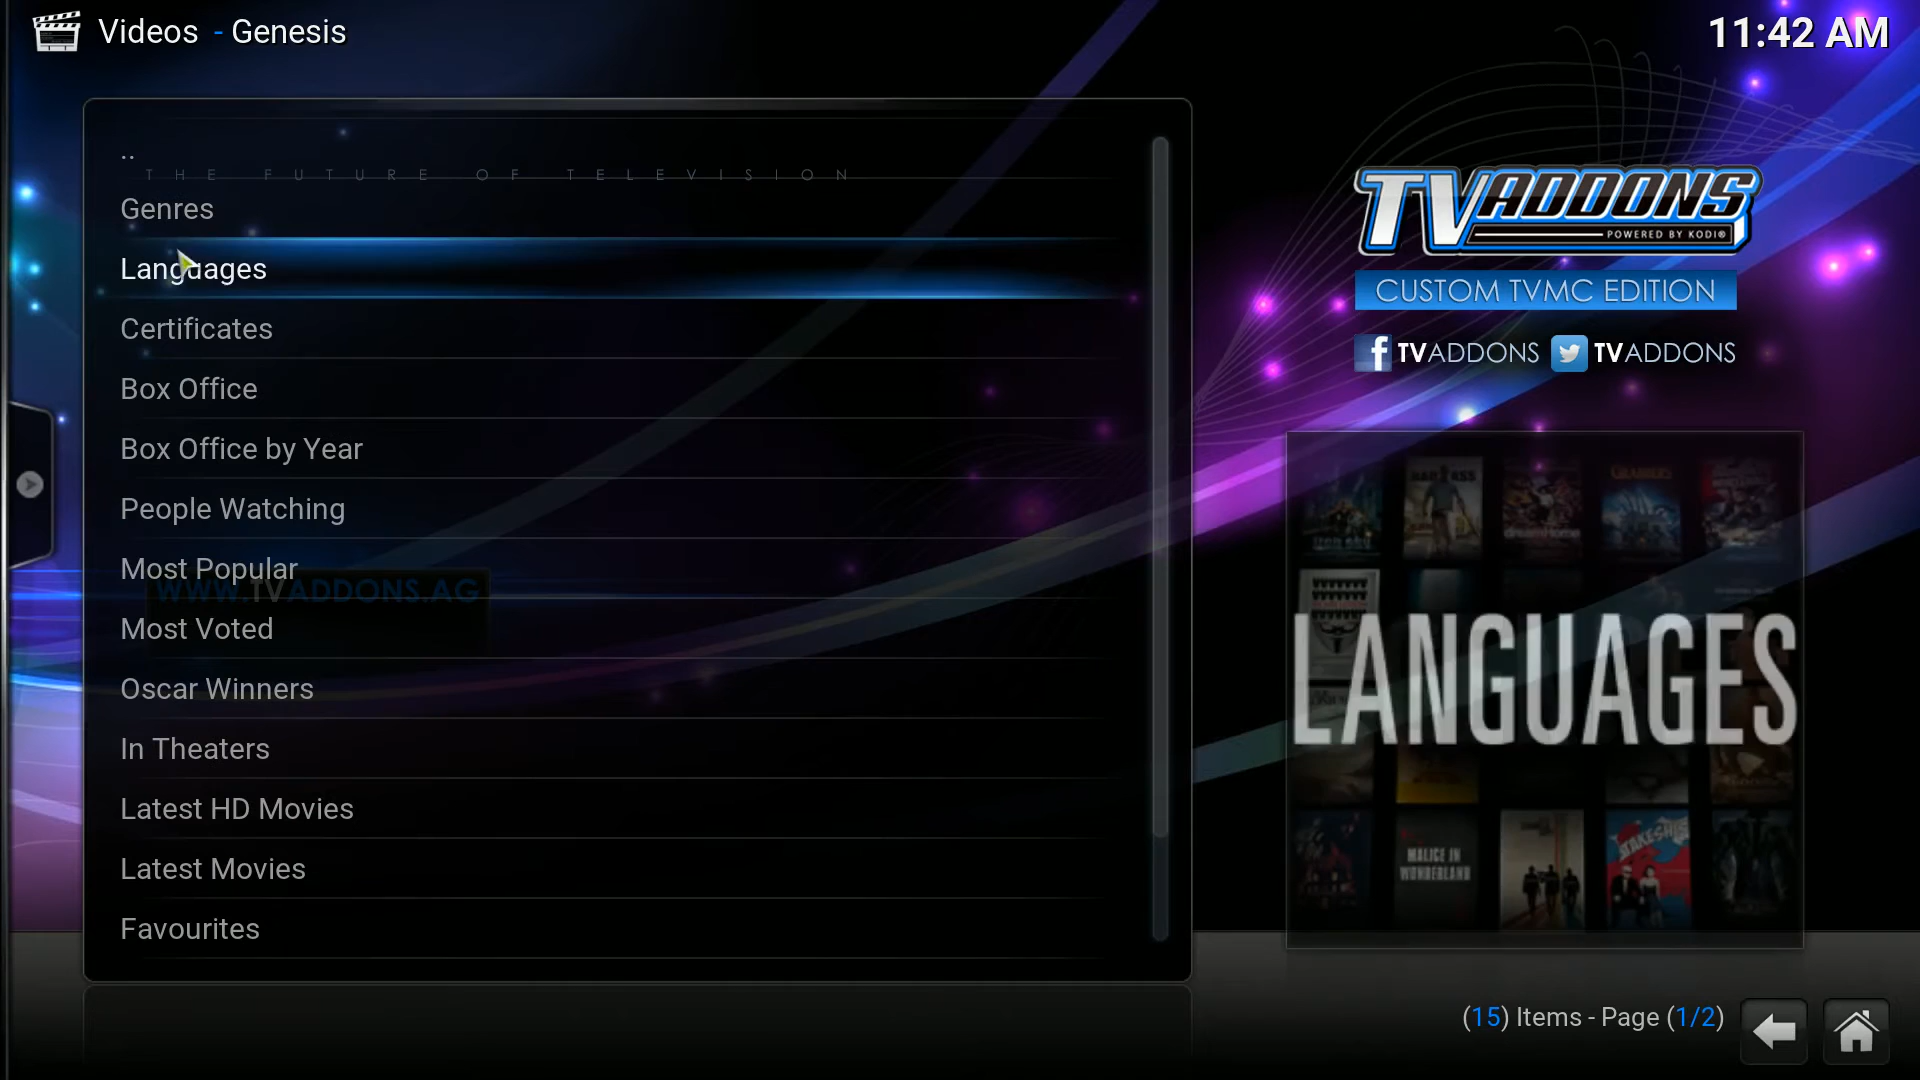 Videos - Genesis
11:42 AM
..
THE FUTURE OF TELEVISION
Genres
Languages
Certificates
Box Office
Box Office by Year
People Watching
Most Popular
WWW.TVADDONS.AG
Most Voted
Oscar Winners
In Theaters
Latest HD Movies
Latest Movies
Favourites
TVADDONS
POWERED BY KODI®
CUSTOM TVMC EDITION
f TVADDONS TVADDONS
LANGUAGES
MALICE IN
WONDERLAND
(15) Items - Page (1/2)